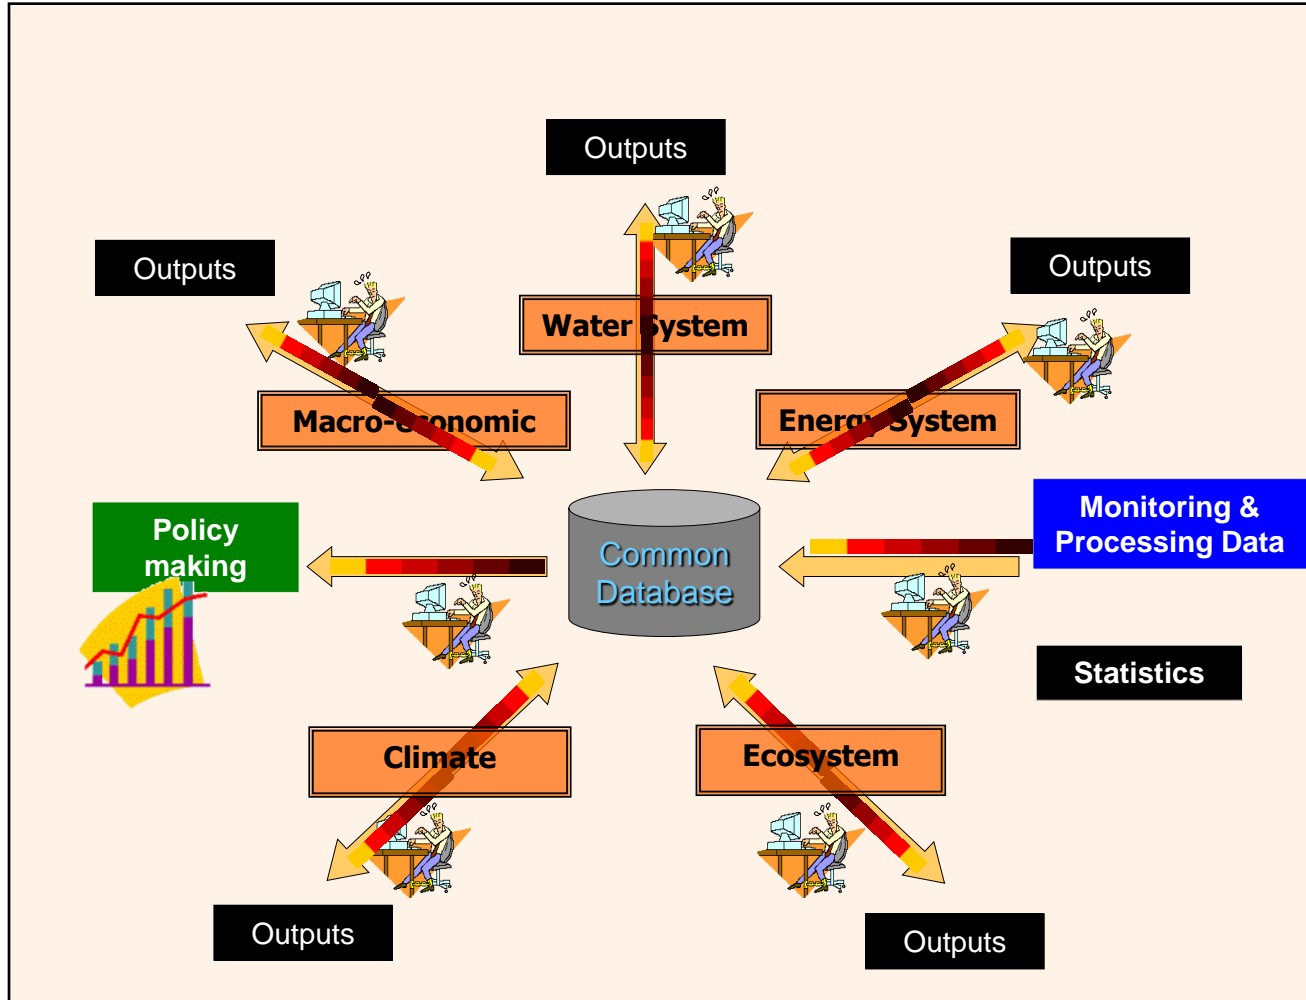 Outputs
Outputs
Outputs
Water System
Macro-economic
Energy System
Monitoring &
Processing Data
Policy
making
Common
Database
Statistics
Climate
Ecosystem
Outputs
Outputs